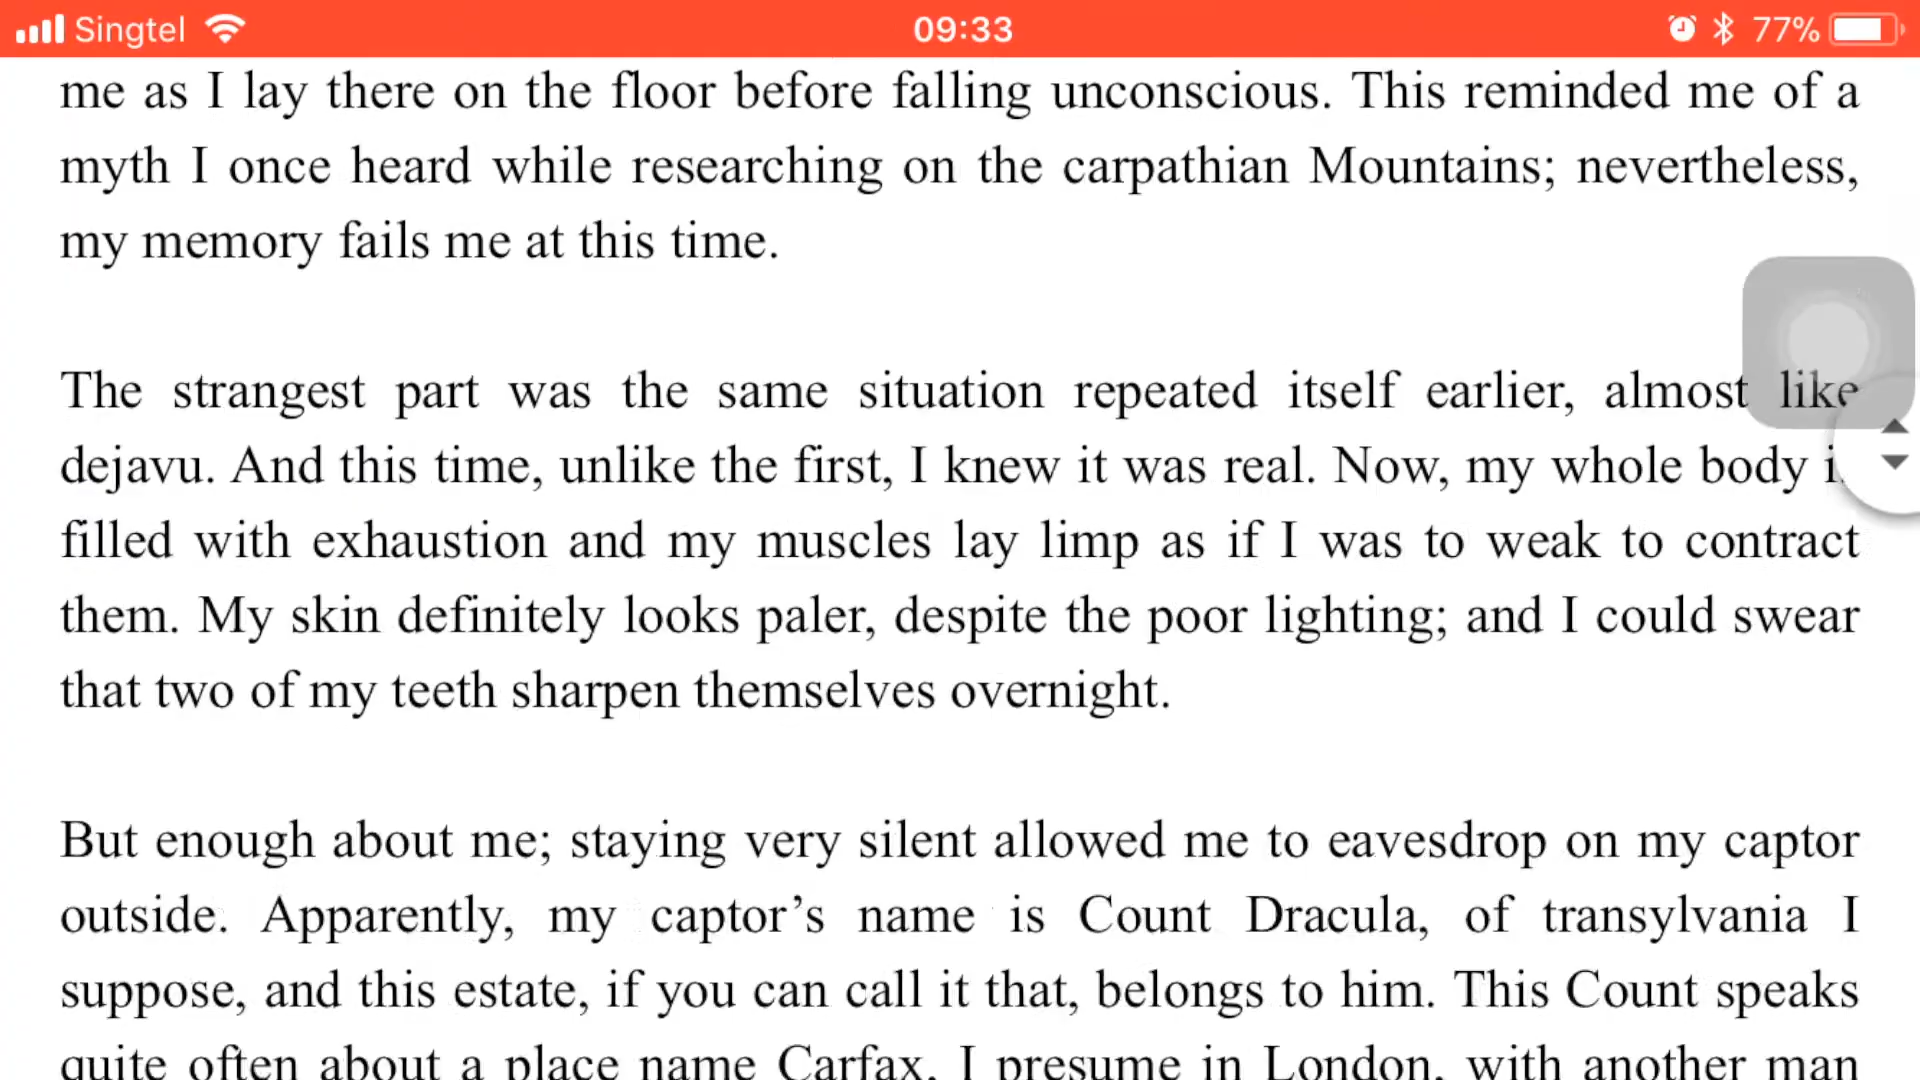 Singtel 09:33 77%
me as I lay there on the floor before falling unconscious. This reminded me of a
myth I once heard while researching on the carpathian Mountains; nevertheless,
my memory fails me at this time.
The strangest part was the same situation repeated itself earlier, almost like
dejavu. And this time, unlike the first, I knew it was real. Now, my whole body
filled with exhaustion and my muscles lay limp as if I was to weak to contract
them. My skin definitely looks paler, despite the poor lighting; and I could swear
that two of my teeth sharpen themselves overnight.
But enough about me; staying very silent allowed me to eavesdrop on my captor
outside. Apparently, my captor’s name is Count Dracula, of transylvania I
suppose, and this estate, if you can call it that, belongs to him. This Count speaks
quite often about a place name Carfax, I presume in London, with another man